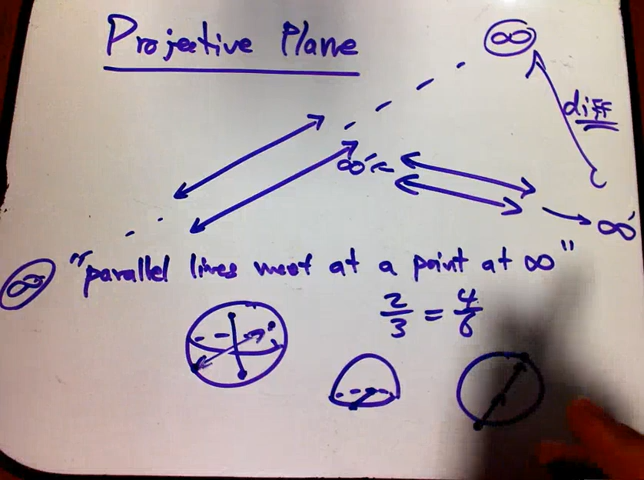 Projective Plane
∞
diff
∞'
∞'
∞ "parallel lines meet at a point at ∞"
2/3 = 4/6